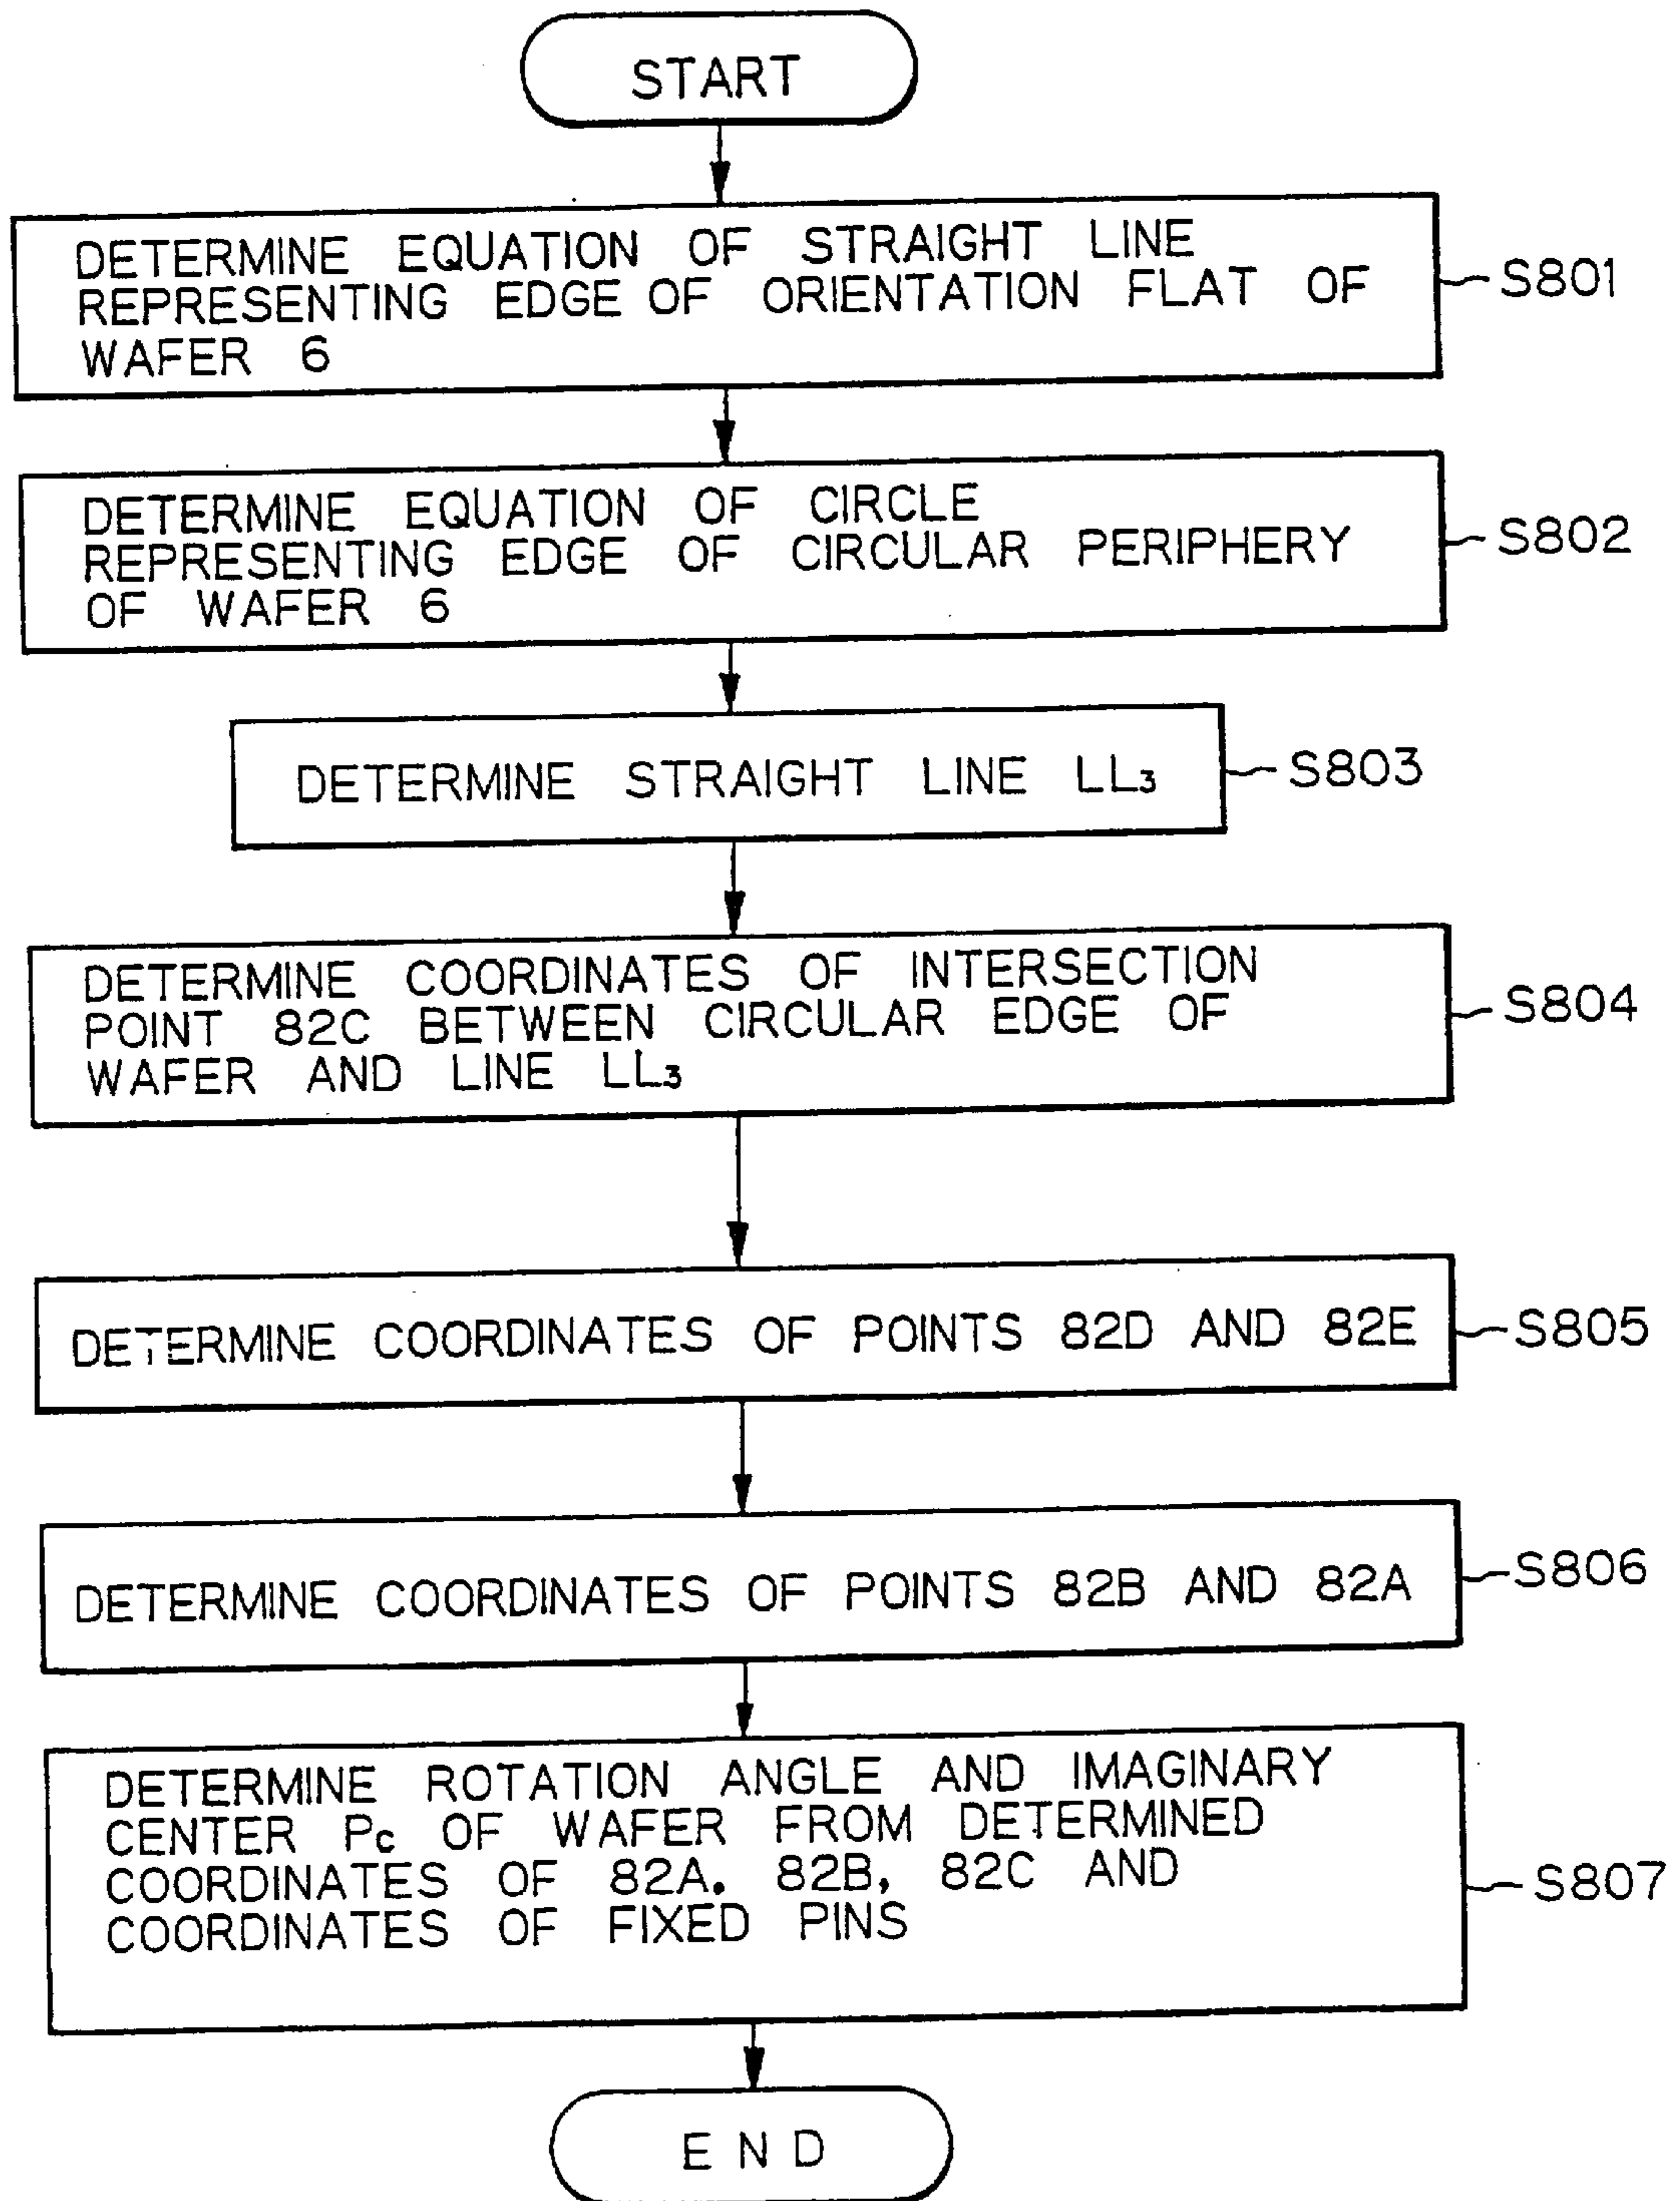 START
DETERMINE EQUATION OF STRAIGHT LINE
REPRESENTING EDGE OF ORIENTATION FLAT OF
WAFER 6
S801
DETERMINE EQUATION OF CIRCLE
REPRESENTING EDGE OF CIRCULAR PERIPHERY
OF WAFER 6
S802
DETERMINE STRAIGHT LINE LL₃
S803
DETERMINE COORDINATES OF INTERSECTION
POINT 82C BETWEEN CIRCULAR EDGE OF
WAFER AND LINE LL₃
S804
DETERMINE COORDINATES OF POINTS 82D AND 82E
S805
DETERMINE COORDINATES OF POINTS 82B AND 82A
S806
DETERMINE ROTATION ANGLE AND IMAGINARY
CENTER Pc OF WAFER FROM DETERMINED
COORDINATES OF 82A. 82B, 82C AND
COORDINATES OF FIXED PINS
S807
END